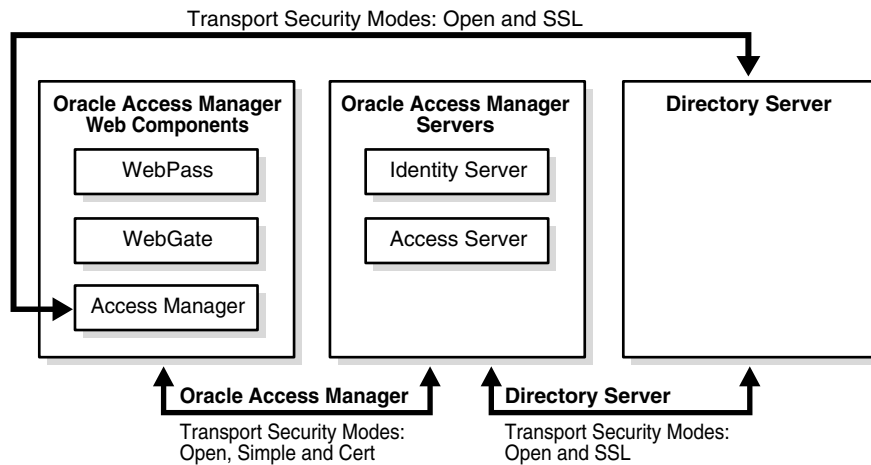 Transport Security Modes: Open and SSL
Oracle Access Manager
Web Components
WebPass
WebGate
Access Manager
Oracle Access Manager
Servers
Identity Server
Access Server
Directory Server
Oracle Access Manager
Transport Security Modes:
Open, Simple and Cert
Directory Server
Transport Security Modes:
Open and SSL